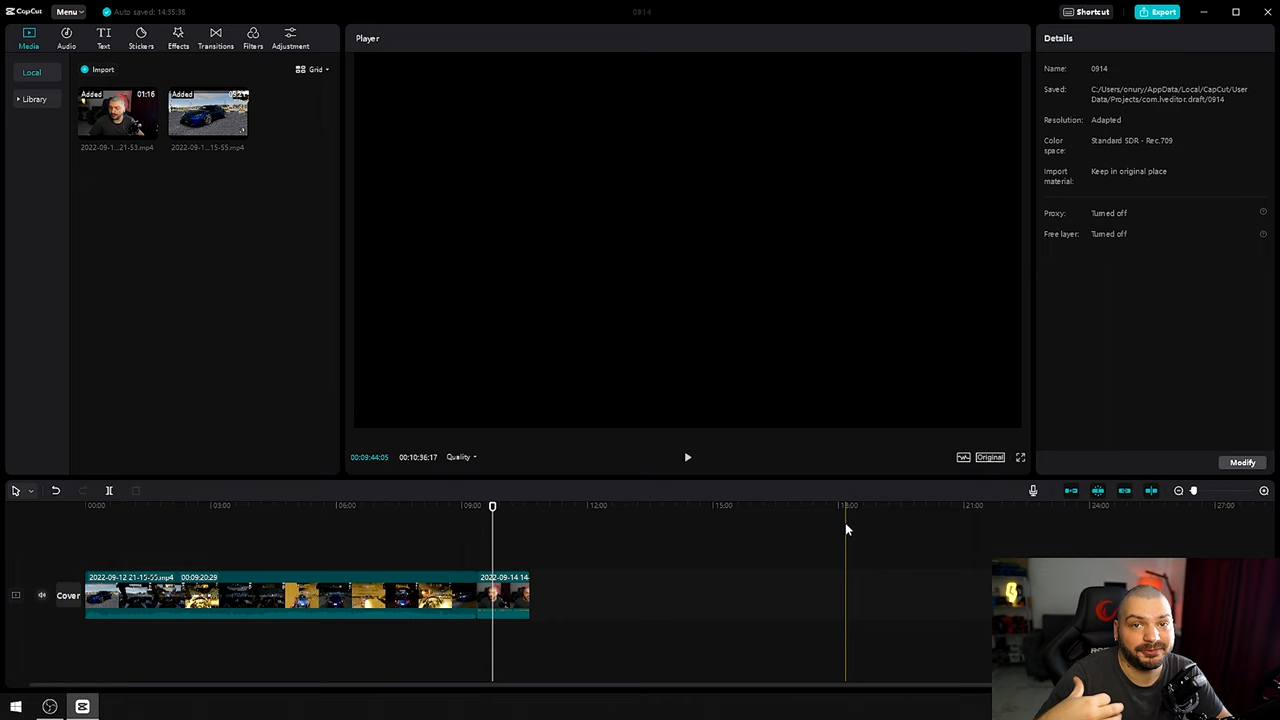 CapCut
Menu
Auto saved: 14:35:38
0914
Shortcut
Export
Media
Audio
Text
Stickers
Effects
Transitions
Filters
Adjustment
Local
Library
Import
Grid
Added
01:16
2022-09-1...21-53.mp4
Added
2022-09-1...15-55.mp4
Player
00:09:44:05
00:10:36:17
Quality
Original
Details
Name: 0914
Saved: C:/Users/onury/AppData/Local/CapCut/User
Data/Projects/com.lveditor.draft/0914
Resolution: Adapted
Color
space: Standard SDR - Rec.709
Import
material: Keep in original place
Proxy: Turned off
Free layer: Turned off
Modify
00:00
03:00
06:00
09:00
12:00
15:00
18:00
21:00
24:00
27:00
2022-09-12 21-15-55.mp4 00:09:20:29
2022-09-14 14-
Cover